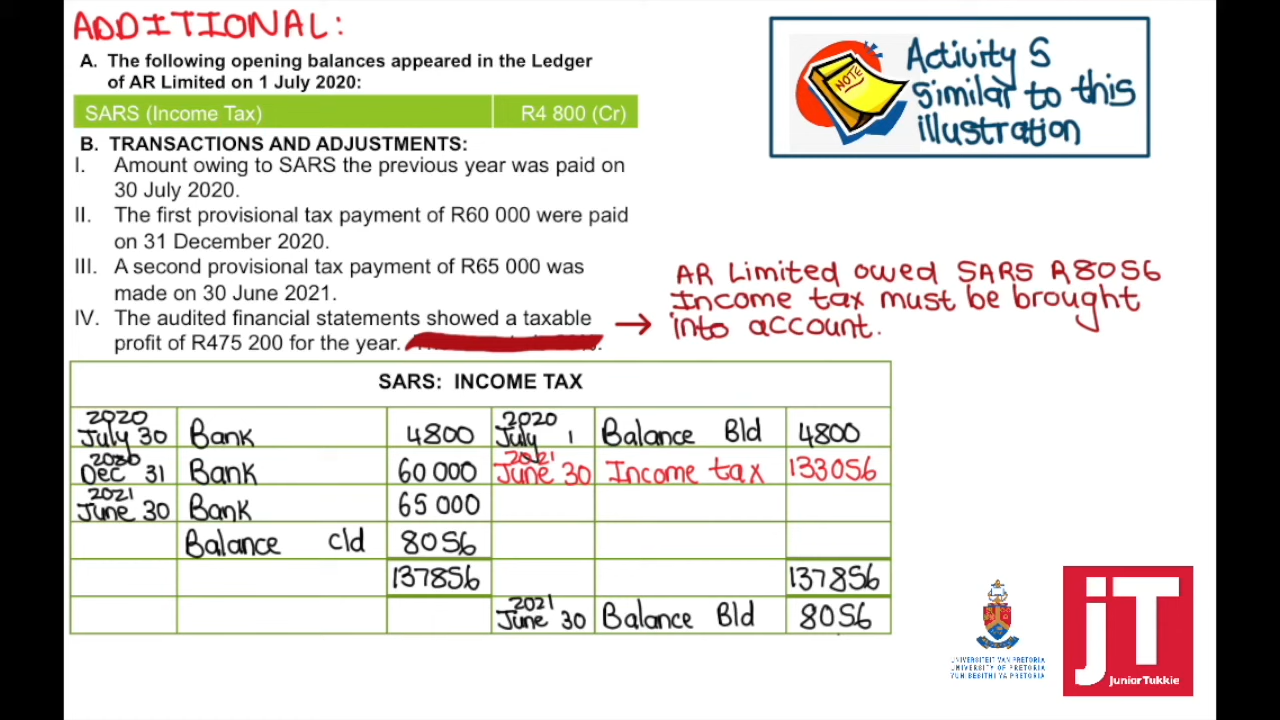 ADDITIONAL:
A. The following opening balances appeared in the Ledger
of AR Limited on 1 July 2020:
SARS (Income Tax) R4 800 (Cr)
B. TRANSACTIONS AND ADJUSTMENTS:
I. Amount owing to SARS the previous year was paid on
30 July 2020.
II. The first provisional tax payment of R60 000 were paid
on 31 December 2020.
III. A second provisional tax payment of R65 000 was
made on 30 June 2021.
IV. The audited financial statements showed a taxable
profit of R475 200 for the year.
NOTE
Activity 5
similar to this
illustration
AR Limited owed SARS R8056
Income tax must be brought
into account.
SARS: INCOME TAX
2020 2020
July 30 Bank 4800 July 1 Balance B/d 4800
2020 2021
Dec 31 Bank 60 000 June 30 Income tax 133056
2021
June 30 Bank 65 000
Balance c/d 8056
137856 137856
2021
June 30 Balance B/d 8056
UNIVERSITEIT VAN PRETORIA
UNIVERSITY OF PRETORIA
YUNIBESITHI YA PRETORIA
jT
JuniorTukkie